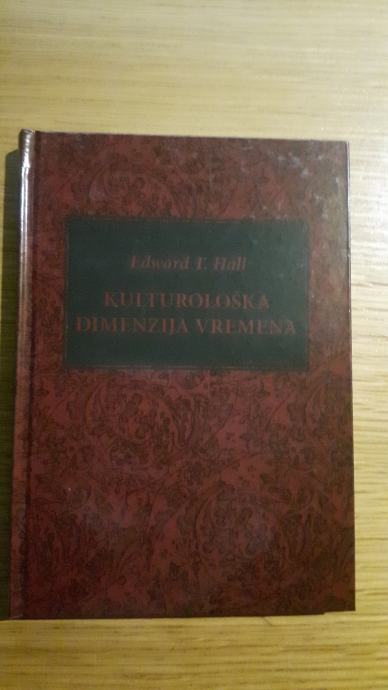 Edward T. Hall
KULTUROLOŠKA
DIMENZIJA VREMENA